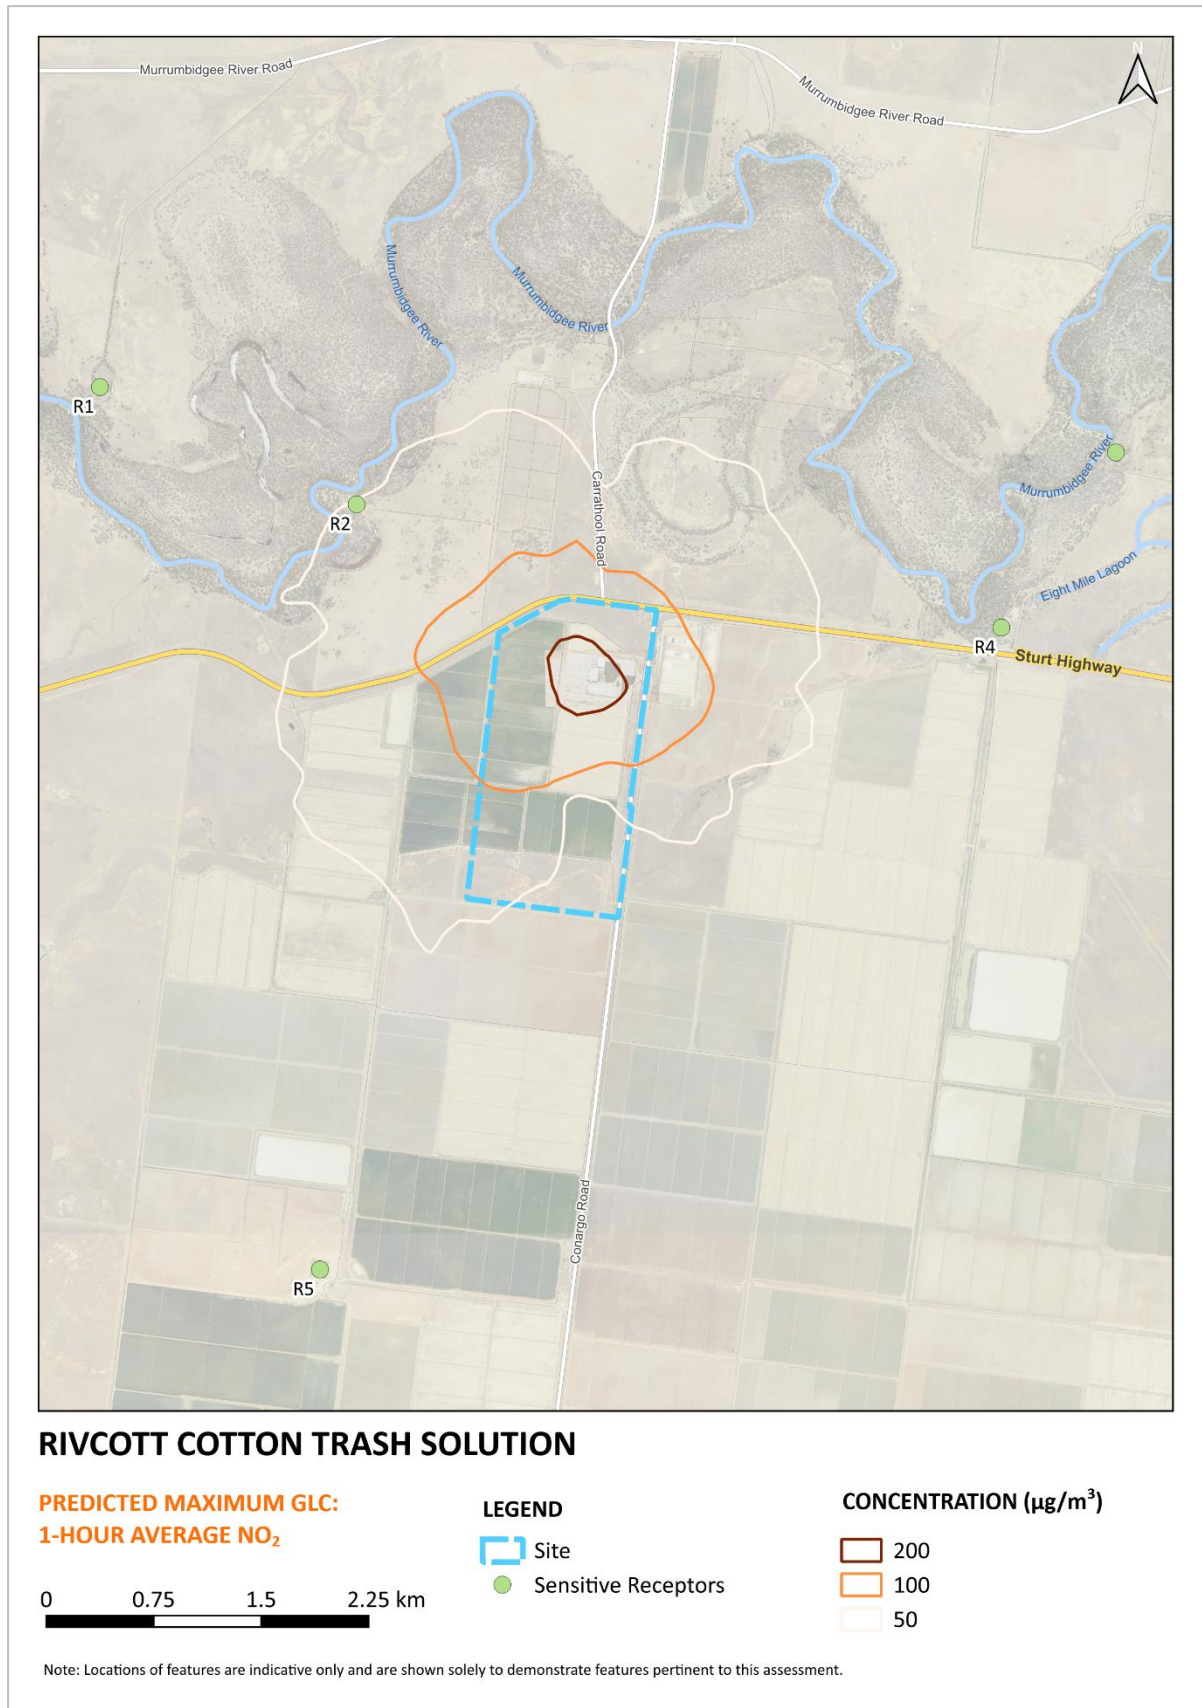 N
Murrumbidgee River Road
Murrumbidgee River Road
Murrumbidgee River
Murrumbidgee River
R1
Carrathool Road
Murrumbidgee River
R2
Eight Mile Lagoon
R4
Sturt Highway
Conargo Road
R5
RIVCOTT COTTON TRASH SOLUTION
PREDICTED MAXIMUM GLC:
1-HOUR AVERAGE NO₂
0 0.75 1.5 2.25 km
LEGEND
Site
Sensitive Receptors
CONCENTRATION (µg/m³)
200
100
50
Note: Locations of features are indicative only and are shown solely to demonstrate features pertinent to this assessment.